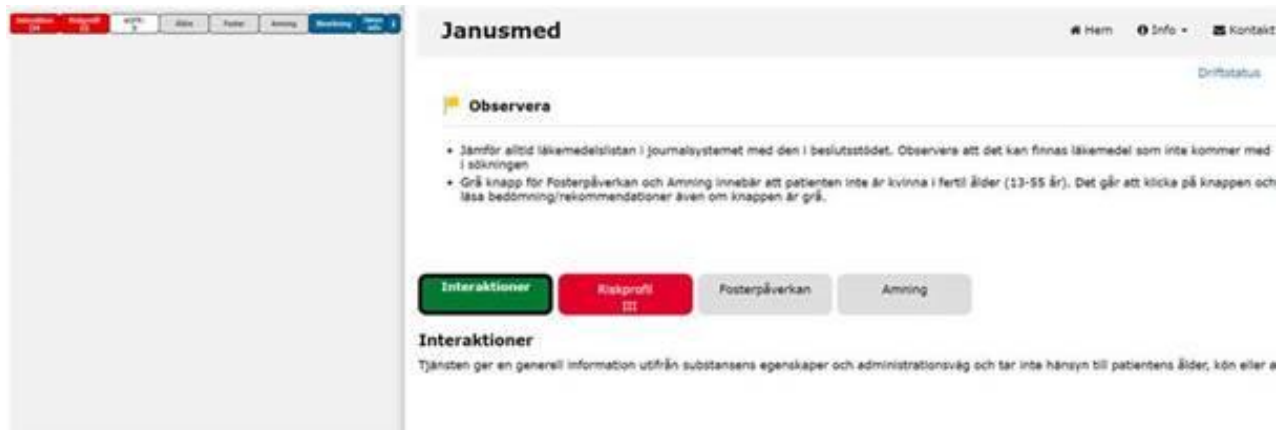 Äldre
Foster
Amning
Janusmed
Hem
Info
Kontakt
Driftstatus
Observera
• Jämför alltid läkemedelslistan i journalsystemet med den i beslutsstödet. Observera att det kan finnas läkemedel som inte kommer med
i sökningen
• Grå knapp för Fosterpåverkan och Amning innebär att patienten inte är kvinna i fertil ålder (13-55 år). Det går att klicka på knappen och
läsa bedömning/rekommendationer även om knappen är grå.
Interaktioner
Riskprofil
III
Fosterpåverkan
Amning
Interaktioner
Tjänsten ger en generell information utifrån substansens egenskaper och administrationsväg och tar inte hänsyn till patientens ålder, kön eller a